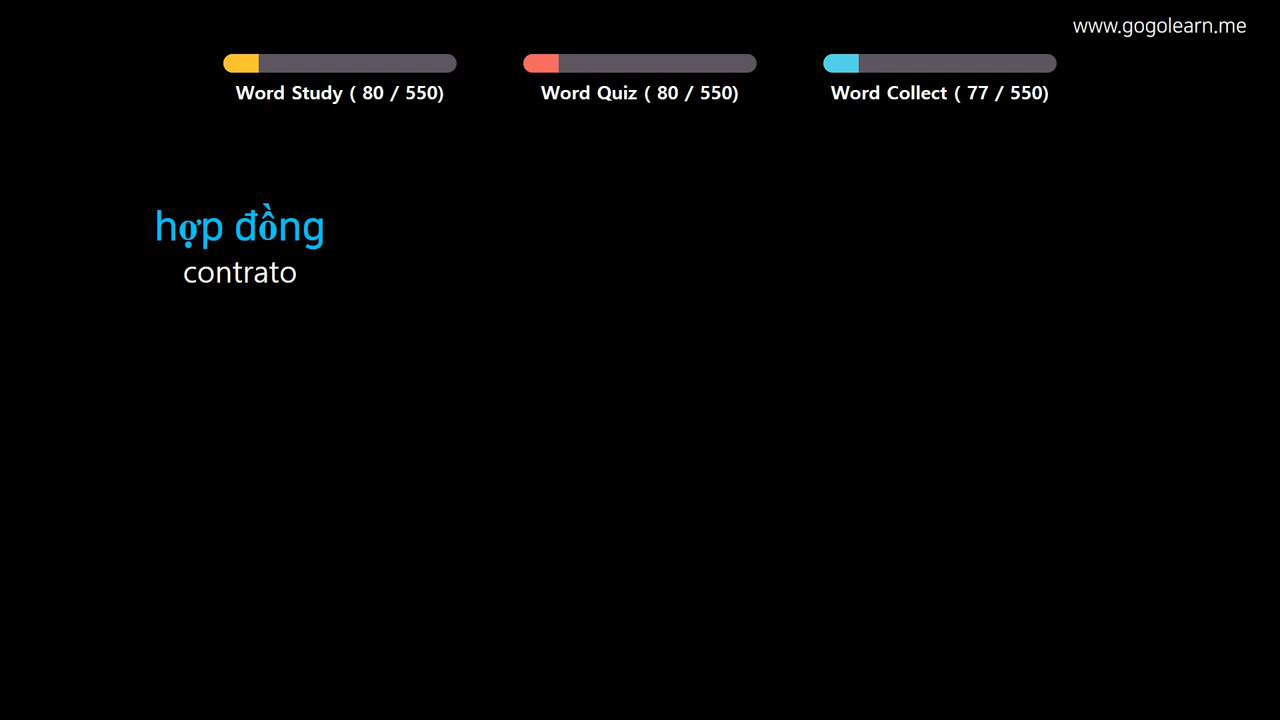 www.gogolearn.me
Word Study ( 80 / 550)
Word Quiz ( 80 / 550)
Word Collect ( 77 / 550)
hợp đồng
contrato